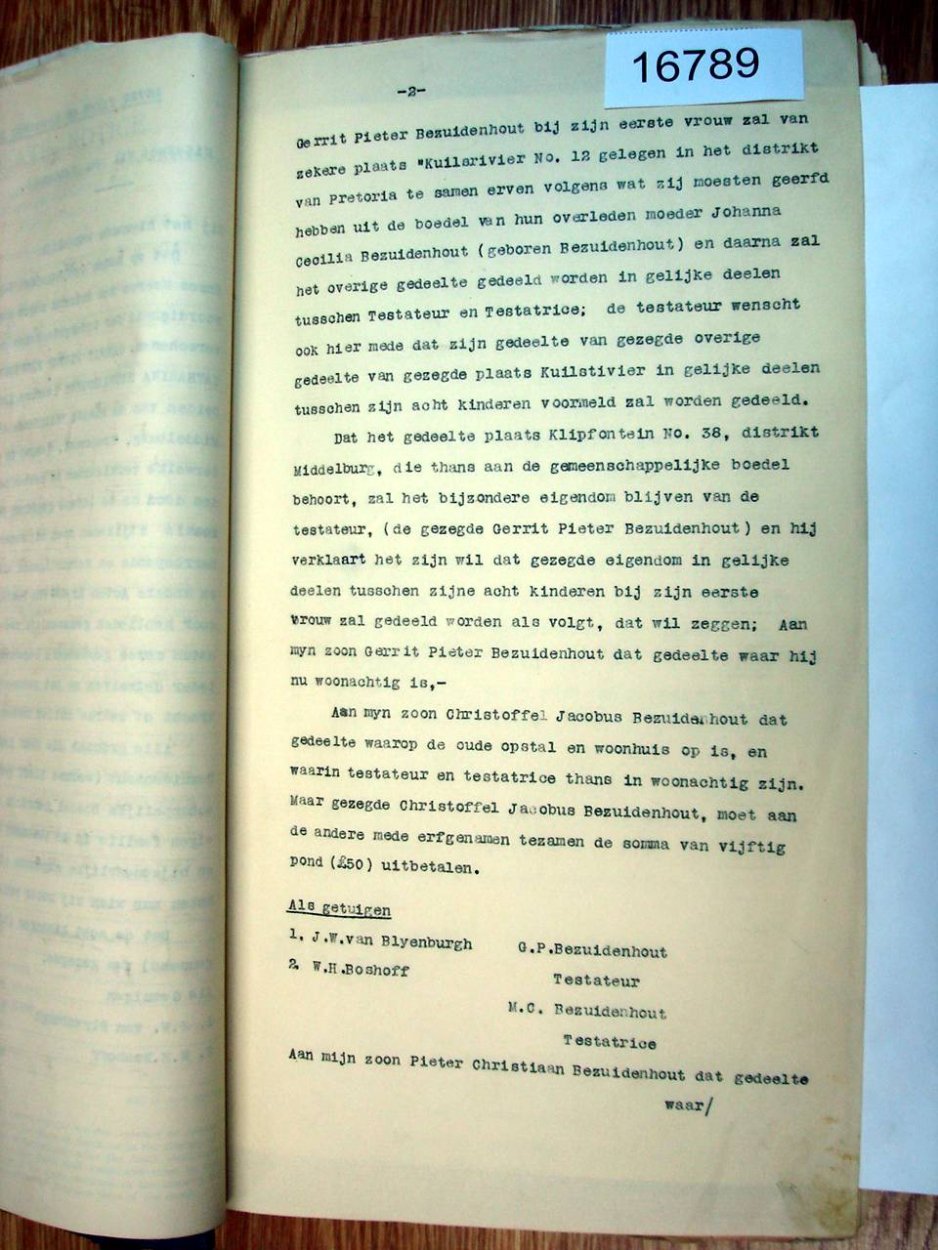 16789
-2-
Gerrit Pieter Bezuidenhout bij zijn eerste vrouw zal van
zekere plaats "Kuilsrivier No. 12 gelegen in het distrikt
van Pretoria te samen erven volgens wat zij moesten geerfd
hebben uit de boedel van hun overleden moeder Johanna
Cecilia Bezuidenhout (geboren Bezuidenhout) en daarna zal
het overige gedeelte gedeeld worden in gelijke deelen
tusschen Testateur en Testatrice; de testateur wenscht
ook hier mede dat zijn gedeelte van gezegde overige
gedeelte van gezegde plaats Kuilstivier in gelijke deelen
tusschen zijn acht kinderen voormeld zal worden gedeeld.
Dat het gedeelte plaats Klipfontein No. 38, distrikt
Middelburg, die thans aan de gemeenschappelijke boedel
behoort, zal het bijzondere eigendom blijven van de
testateur, (de gezegde Gerrit Pieter Bezuidenhout) en hij
verklaart het zijn wil dat gezegde eigendom in gelijke
deelen tusschen zijne acht kinderen bij zijn eerste
vrouw zal gedeeld worden als volgt, dat wil zeggen; Aan
myn zoon Gerrit Pieter Bezuidenhout dat gedeelte waar hij
nu woonachtig is,-
Aan myn zoon Christoffel Jacobus Bezuidenhout dat
gedeelte waarop de oude opstal en woonhuis op is, en
waarin testateur en testatrice thans in woonachtig zijn.
Maar gezegde Christoffel Jacobus Bezuidenhout, moet aan
de andere mede erfgenamen tezamen de somma van vijftig
pond (£50) uitbetalen.
Als getuigen
1. J.W.van Blyenburgh G.P.Bezuidenhout
2. W.H.Boshoff Testateur
M.C. Bezuidenhout
Testatrice
Aan mijn zoon Pieter Christiaan Bezuidenhout dat gedeelte
waar/